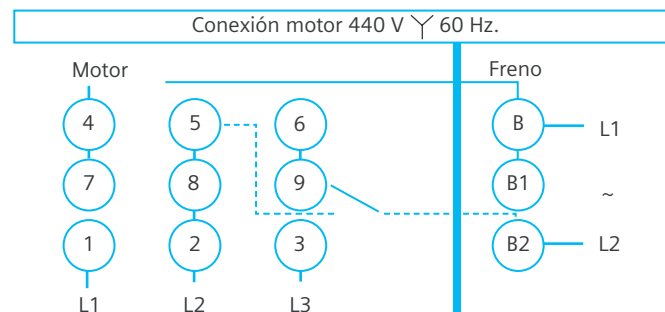 Conexión motor 440 V Y 60 Hz.
Motor Freno
4 5 6 B L1
7 8 9 B1 ~
1 2 3 B2 L2
L1 L2 L3